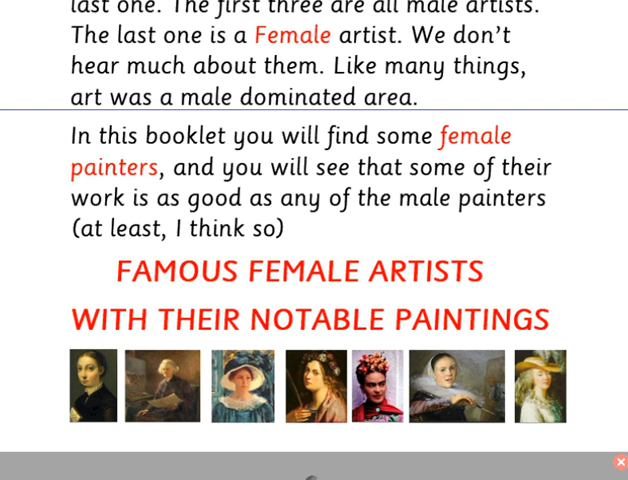 last one. The first three are all male artists.
The last one is a Female artist. We don't
hear much about them. Like many things,
art was a male dominated area.
In this booklet you will find some female
painters, and you will see that some of their
work is as good as any of the male painters
(at least, I think so)
FAMOUS FEMALE ARTISTS
WITH THEIR NOTABLE PAINTINGS